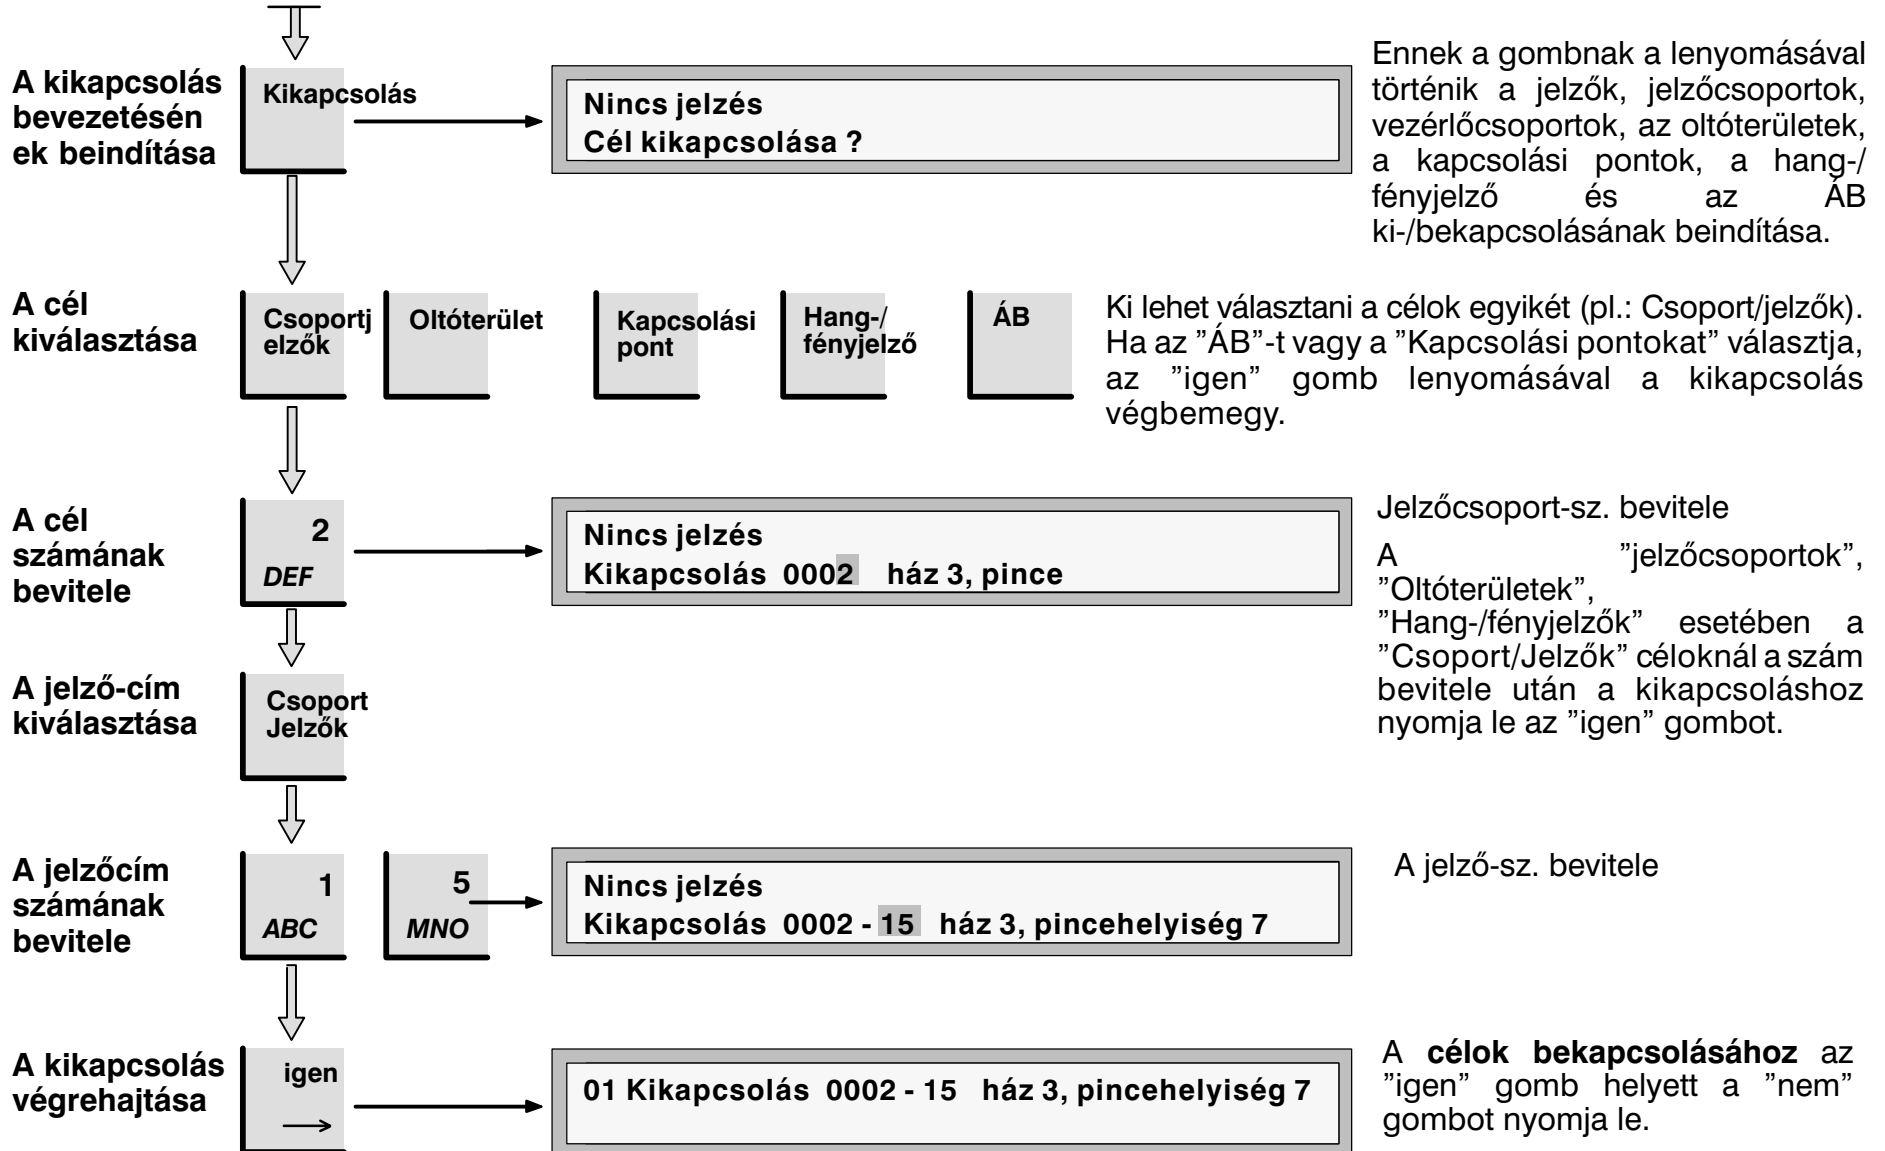 A kikapcsolás
bevezetésén
ek beindítása
Kikapcsolás
Nincs jelzés
Cél kikapcsolása ?
Ennek a gombnak a lenyomásával
történik a jelzők, jelzőcsoportok,
vezérlőcsoportok, az oltóterületek,
a kapcsolási pontok, a hang-/
fényjelző és az ÁB
ki-/bekapcsolásának beindítása.
A cél
kiválasztása
Csoportj
elzők
Oltóterület
Kapcsolási
pont
Hang-/
fényjelző
ÁB
Ki lehet választani a célok egyikét (pl.: Csoport/jelzők).
Ha az ”ÁB”-t vagy a ”Kapcsolási pontokat” választja,
az ”igen” gomb lenyomásával a kikapcsolás
végbemegy.
A cél
számának
bevitele
2
DEF
Nincs jelzés
Kikapcsolás 0002 ház 3, pince
Jelzőcsoport-sz. bevitele
A ”jelzőcsoportok”,
”Oltóterületek”,
”Hang-/fényjelzők” esetében a
”Csoport/Jelzők” céloknál a szám
bevitele után a kikapcsoláshoz
nyomja le az ”igen” gombot.
A jelző-cím
kiválasztása
Csoport
Jelzők
A jelzőcím
számának
bevitele
1
ABC
5
MNO
Nincs jelzés
Kikapcsolás 0002 - 15 ház 3, pincehelyiség 7
A jelző-sz. bevitele
A kikapcsolás
végrehajtása
igen
01 Kikapcsolás 0002 - 15 ház 3, pincehelyiség 7
A célok bekapcsolásához az
”igen” gomb helyett a ”nem”
gombot nyomja le.